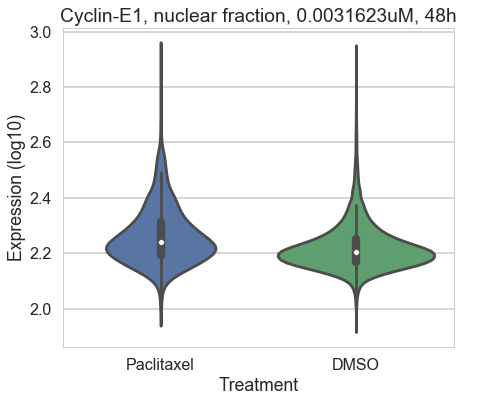 Cyclin-E1, nuclear fraction, 0.0031623uM, 48h
Expression (log10)
3.0
2.8
2.6
2.4
2.2
2.0
Paclitaxel DMSO
Treatment